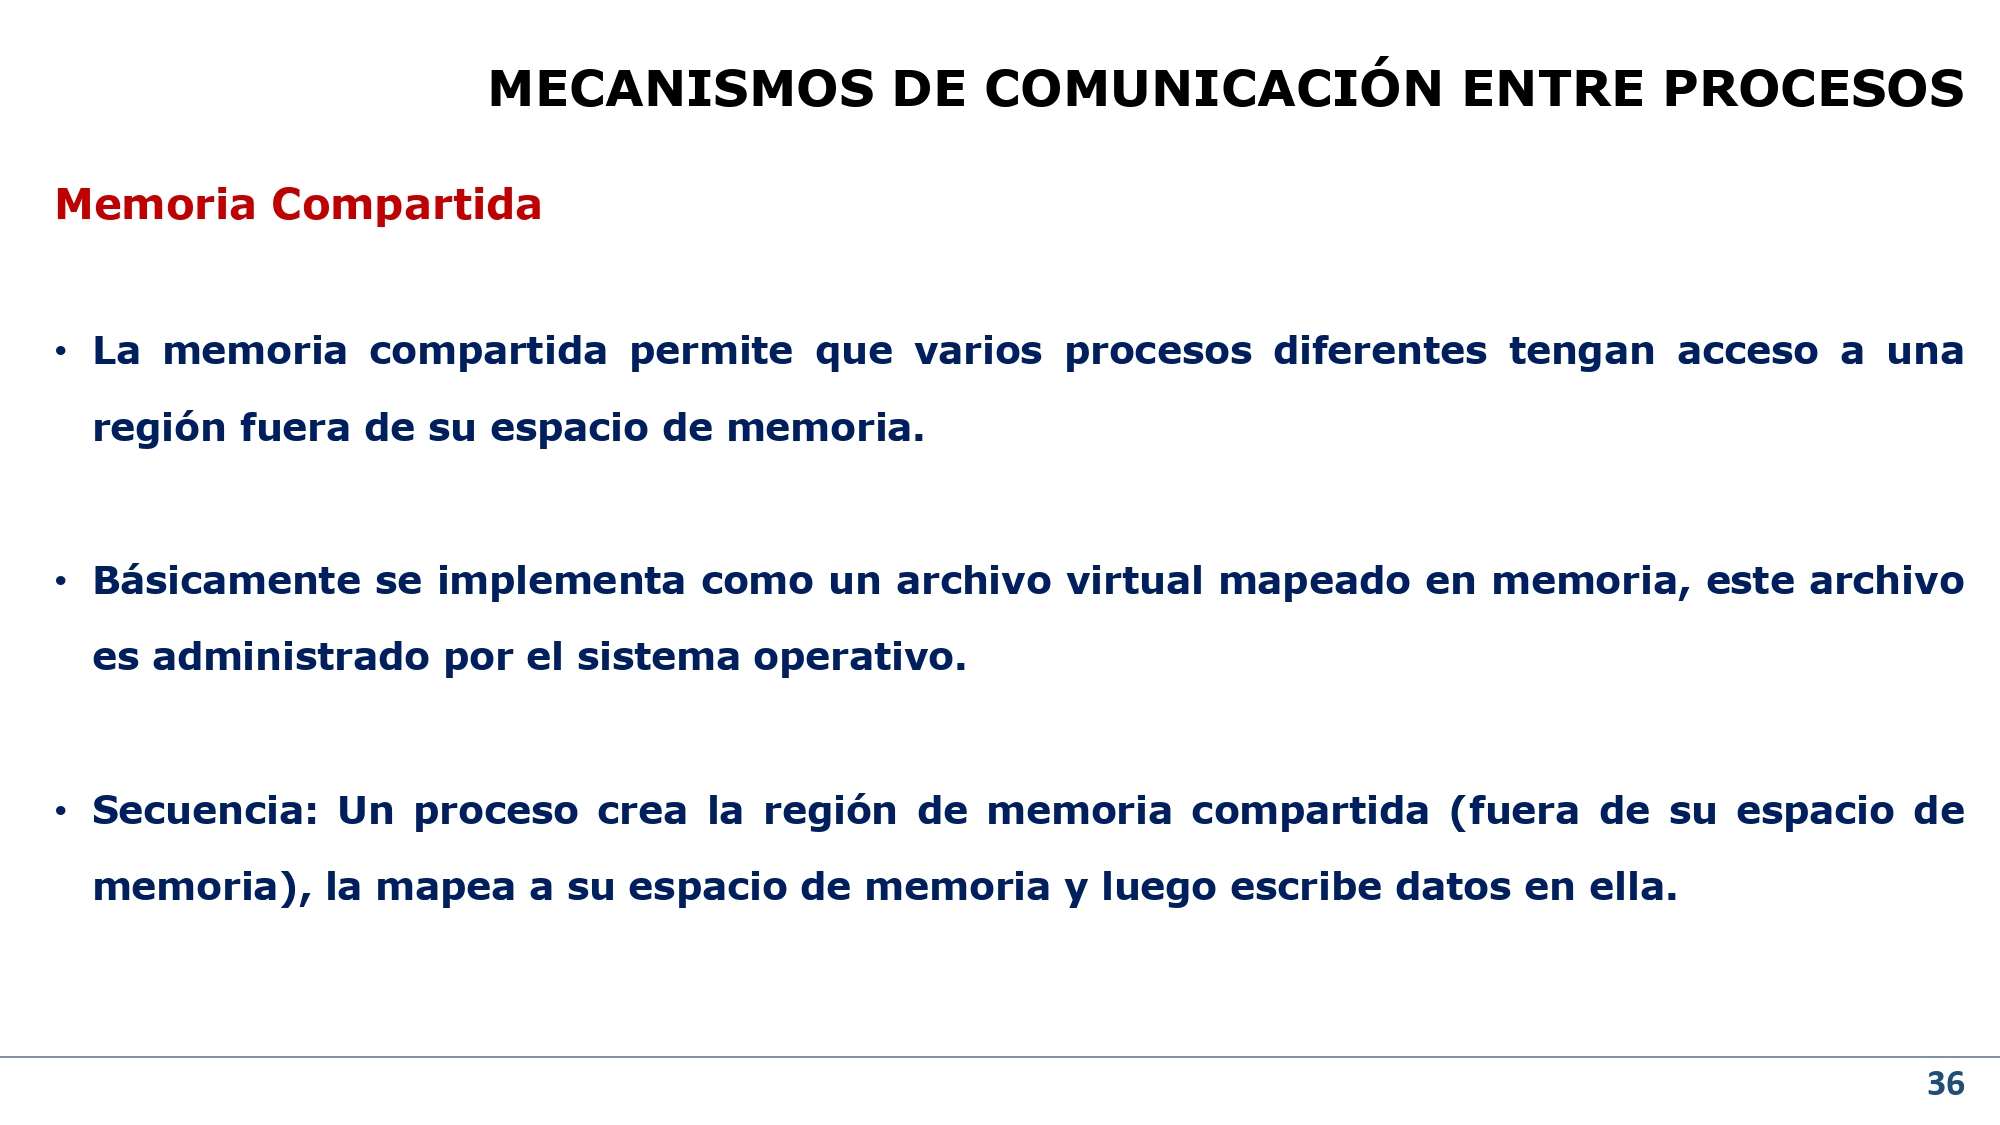 MECANISMOS DE COMUNICACIÓN ENTRE PROCESOS
Memoria Compartida
• La memoria compartida permite que varios procesos diferentes tengan acceso a una
región fuera de su espacio de memoria.
• Básicamente se implementa como un archivo virtual mapeado en memoria, este archivo
es administrado por el sistema operativo.
• Secuencia: Un proceso crea la región de memoria compartida (fuera de su espacio de
memoria), la mapea a su espacio de memoria y luego escribe datos en ella.
36